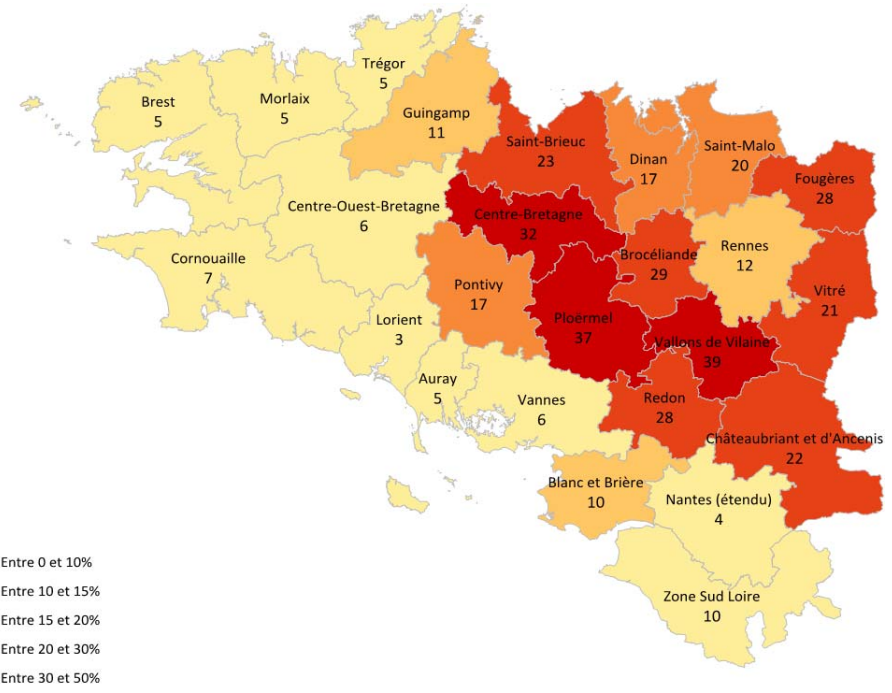 Trégor
5
Brest
5
Morlaix
5
Guingamp
11
Saint-Brieuc
23
Dinan
17
Saint-Malo
20
Fougères
28
Centre-Ouest-Bretagne
6
Centre-Bretagne
32
Brocéliande
29
Rennes
12
Cornouaille
7
Pontivy
17
Vitré
21
Lorient
3
Ploërmel
37
Vallons de Vilaine
39
Auray
5
Vannes
6
Redon
28
Châteaubriant et d'Ancenis
22
Blanc et Brière
10
Nantes (étendu)
4
Zone Sud Loire
10
Entre 0 et 10%
Entre 10 et 15%
Entre 15 et 20%
Entre 20 et 30%
Entre 30 et 50%